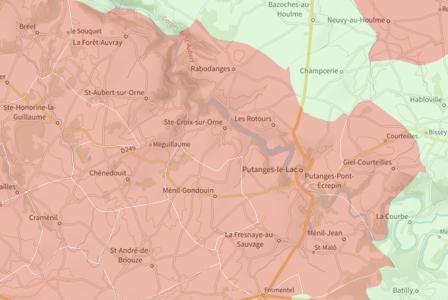 Bazoches-au-
Houlme
Neuvy-au-Houlme
Bréel
le Souquet
La Forêt-Auvray
Rabodanges
Champcerie
St-Aubert-sur-Orne
Habloville
Ste-Honorine-la-
Guillaume
Ste-Croix-sur-Orne
Les Rotours
D249
Méguillaume
Courteilles
Bissey
Giel-Courteilles
Chênedouit
Putanges-le-Lac
Putanges-Pont-
Écrepin
Ménil-Gondouin
Craménil
La Courbe
La Fresnaye-au-
Sauvage
Ménil-Jean
St-Malo
St-André-de-
Briouze
Fromentel
Batilly